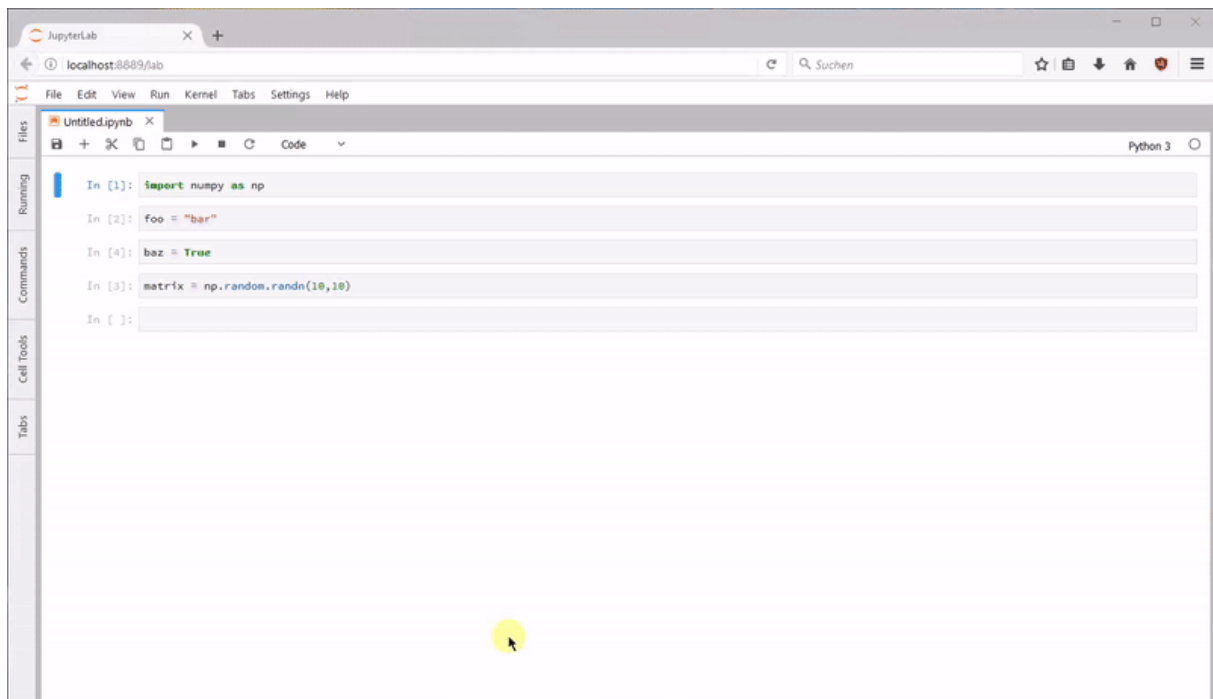 JupyterLab
localhost:8889/lab
Suchen
File Edit View Run Kernel Tabs Settings Help
Untitled.ipynb
Code
Python 3
Files
Running
Commands
Cell Tools
Tabs
In [1]: import numpy as np
In [2]: foo = "bar"
In [4]: baz = True
In [3]: matrix = np.random.randn(10,10)
In [ ]: